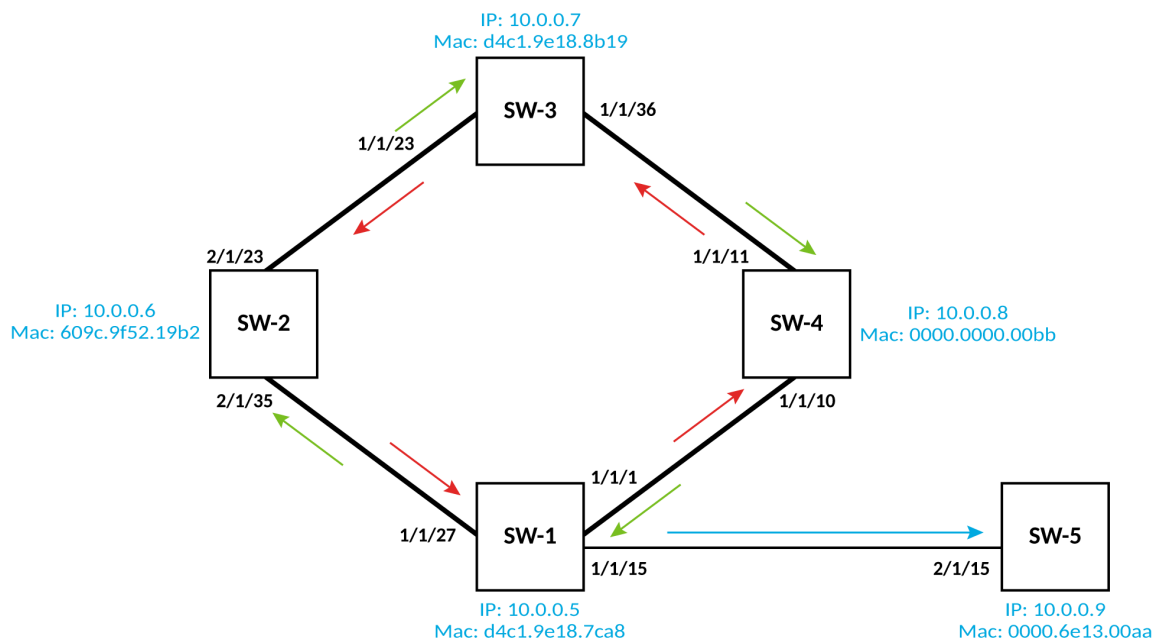 IP: 10.0.0.7
Mac: d4c1.9e18.8b19
SW-3
1/1/36
1/1/23
2/1/23
1/1/11
IP: 10.0.0.6
Mac: 609c.9f52.19b2
SW-2
SW-4
IP: 10.0.0.8
Mac: 0000.0000.00bb
2/1/35
1/1/10
1/1/1
1/1/27
SW-1
SW-5
1/1/15
2/1/15
IP: 10.0.0.5
Mac: d4c1.9e18.7ca8
IP: 10.0.0.9
Mac: 0000.6e13.00aa